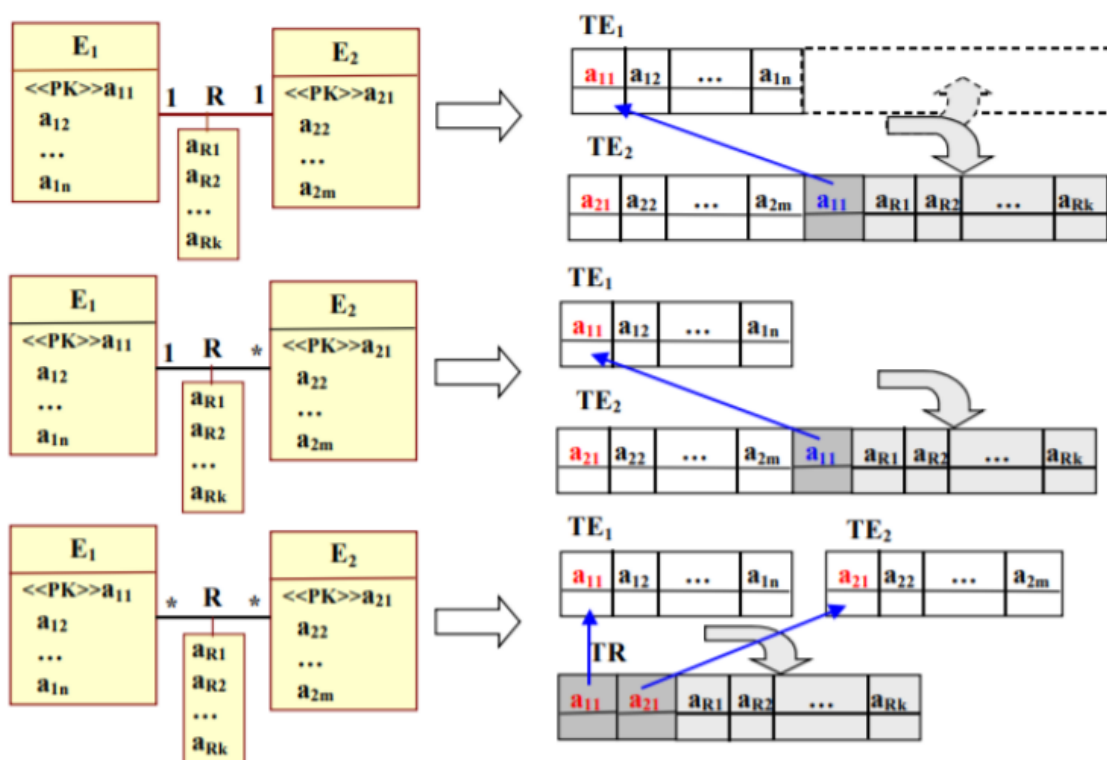 E1 E2
<<PK>>a11 1 R 1 <<PK>>a21
a12 aR1 a22
... aR2 ...
a1n ... a2m
aRk
TE1
a11 a12 ... a1n
TE2
a21 a22 ... a2m a11 aR1 aR2 ... aRk
E1 E2
<<PK>>a11 1 R * <<PK>>a21
a12 aR1 a22
... aR2 ...
a1n ... a2m
aRk
TE1
a11 a12 ... a1n
TE2
a21 a22 ... a2m a11 aR1 aR2 ... aRk
E1 E2
<<PK>>a11 * R * <<PK>>a21
a12 aR1 a22
... aR2 ...
a1n ... a2m
aRk
TE1 TE2
a11 a12 ... a1n a21 a22 ... a2m
TR
a11 a21 aR1 aR2 ... aRk